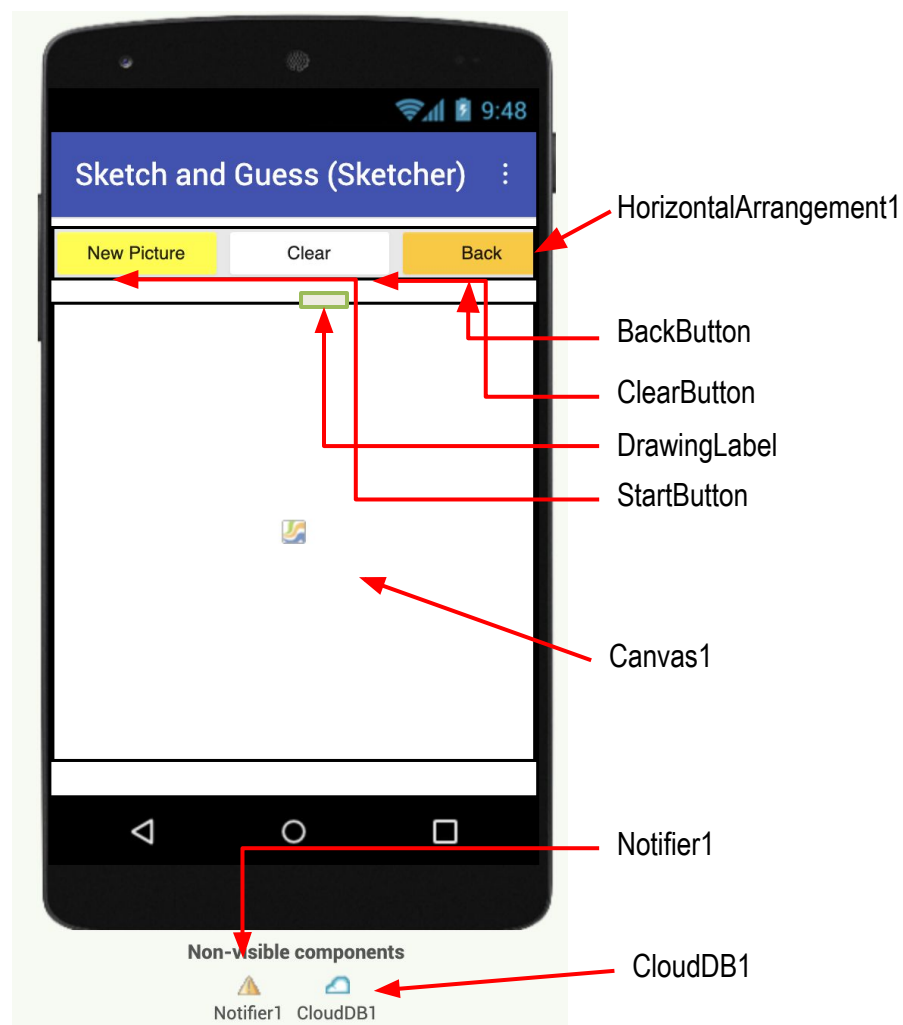 9:48
Sketch and Guess (Sketcher)
HorizontalArrangement1
New Picture Clear Back
BackButton
ClearButton
DrawingLabel
StartButton
Canvas1
Notifier1
Non-visible components
CloudDB1
Notifier1 CloudDB1